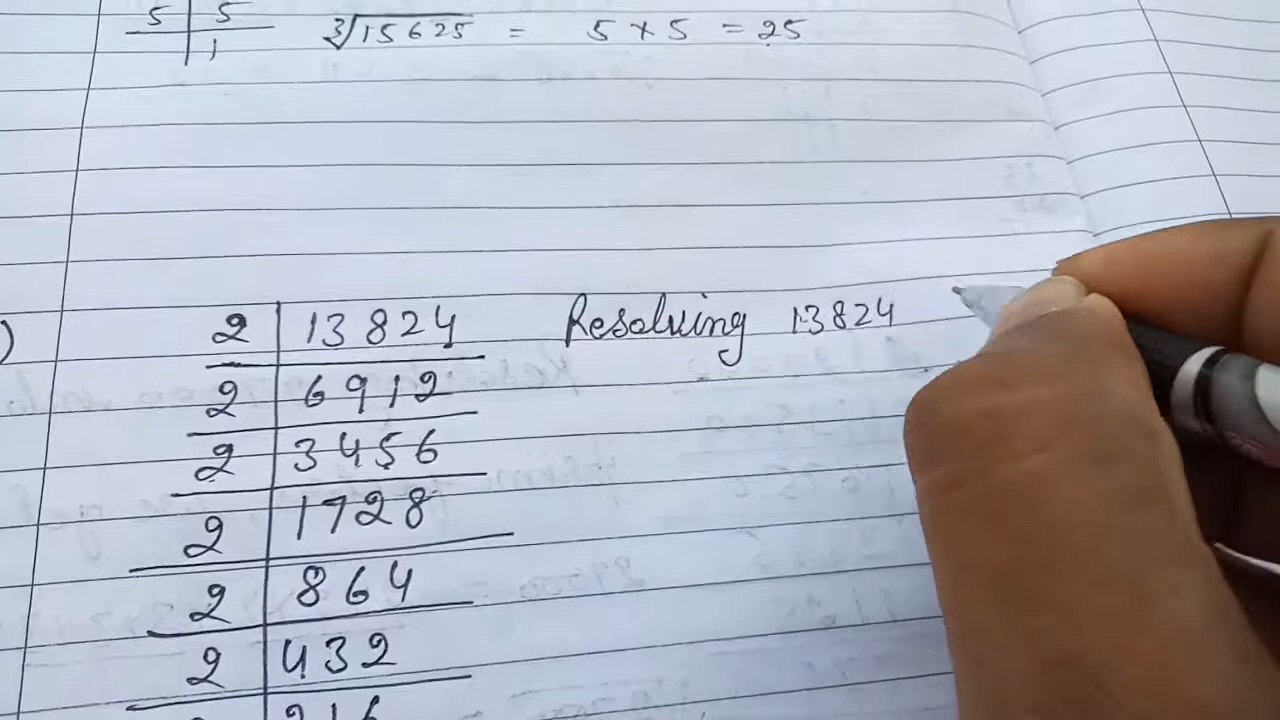 5 | 5
1
∛15625 = 5 × 5 = 25
)
2 | 13824
Resolving 13824
2 | 6912
2 | 3456
2 | 1728
2 | 864
2 | 432
216